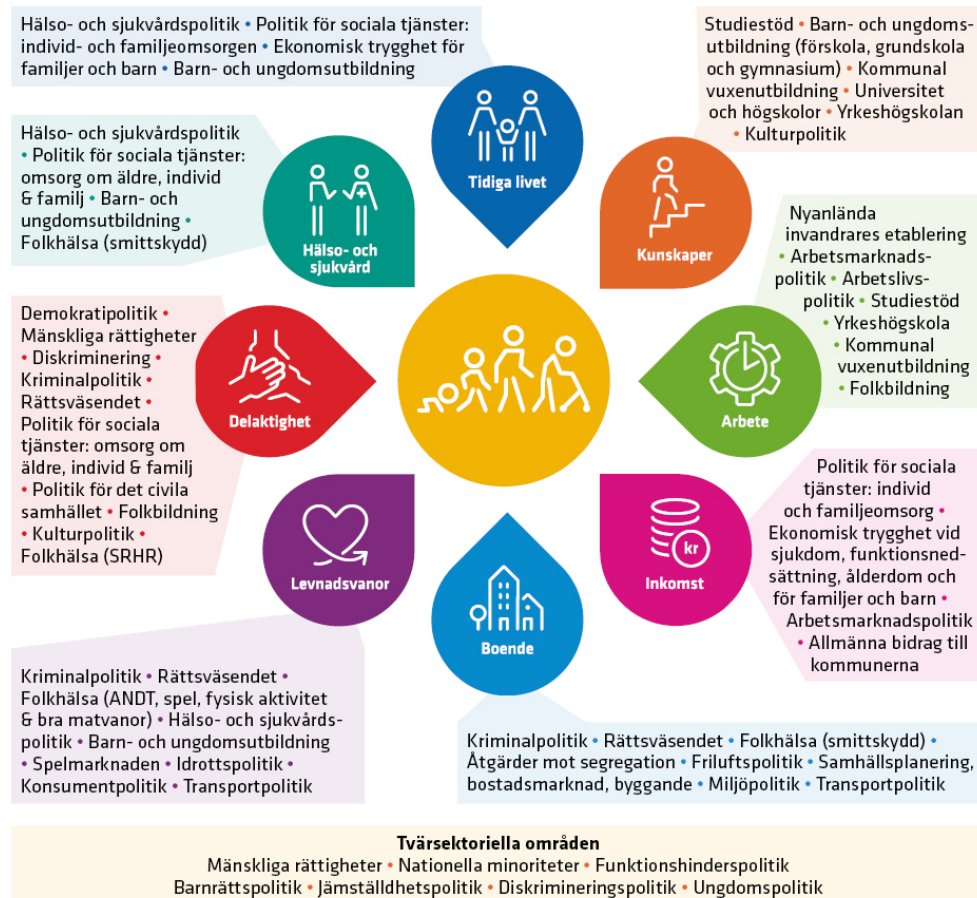 Hälso- och sjukvårdspolitik • Politik för sociala tjänster:
individ- och familjeomsorgen • Ekonomisk trygghet för
familjer och barn • Barn- och ungdomsutbildning
Tidiga livet
Studiestöd • Barn- och ungdoms-
utbildning (förskola, grundskola
och gymnasium) • Kommunal
vuxenutbildning • Universitet
och högskolor • Yrkeshögskolan
• Kulturpolitik
Kunskaper
Hälso- och sjukvårdspolitik
• Politik för sociala tjänster:
omsorg om äldre, individ
& familj • Barn- och
ungdomsutbildning •
Folkhälsa (smittskydd)
Hälso- och
sjukvård
Nyanlända
invandrares etablering
• Arbetsmarknads-
politik • Arbetslivs-
politik • Studiestöd
• Yrkeshögskola
• Kommunal
vuxenutbildning
• Folkbildning
Arbete
Demokratipolitik •
Mänskliga rättigheter
• Diskriminering •
Kriminalpolitik •
Rättsväsendet •
Politik för sociala
tjänster: omsorg om
äldre, individ & familj
• Politik för det civila
samhället • Folkbildning
• Kulturpolitik •
Folkhälsa (SRHR)
Delaktighet
Politik för sociala
tjänster: individ
och familjeomsorg •
Ekonomisk trygghet vid
sjukdom, funktionsned-
sättning, ålderdom och
för familjer och barn •
Arbetsmarknadspolitik
• Allmänna bidrag till
kommunerna
kr
Inkomst
Levnadsvanor
Kriminalpolitik • Rättsväsendet •
Folkhälsa (ANDT, spel, fysisk aktivitet
& bra matvanor) • Hälso- och sjukvårds-
politik • Barn- och ungdomsutbildning
• Spelmarknaden • Idrottspolitik •
Konsumentpolitik • Transportpolitik
Boende
Kriminalpolitik • Rättsväsendet • Folkhälsa (smittskydd) •
Åtgärder mot segregation • Friluftspolitik • Samhällsplanering,
bostadsmarknad, byggande • Miljöpolitik • Transportpolitik
Tvärsektoriella områden
Mänskliga rättigheter • Nationella minoriteter • Funktionshinderspolitik
Barnrättspolitik • Jämställdhetspolitik • Diskrimineringspolitik • Ungdomspolitik